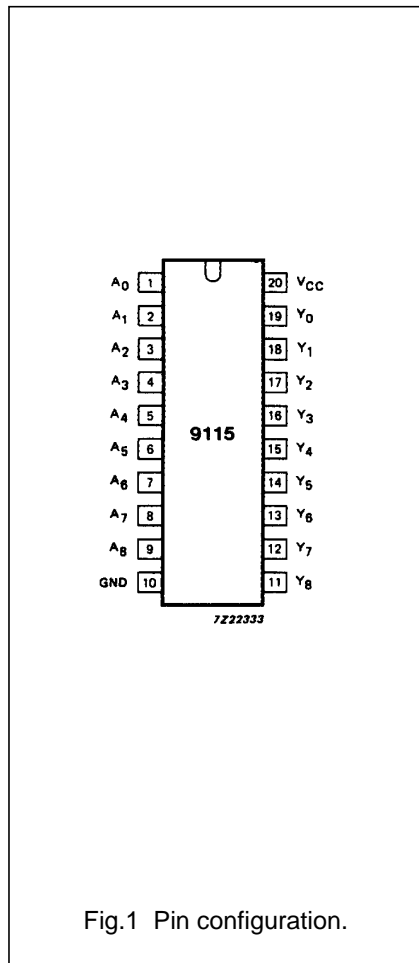 A0 1 20 VCC
A1 2 19 Y0
A2 3 18 Y1
A3 4 17 Y2
A4 5 16 Y3
9115
A5 6 15 Y4
A6 7 14 Y5
A7 8 13 Y6
A8 9 12 Y7
GND 10 11 Y8
7Z22333
Fig.1 Pin configuration.